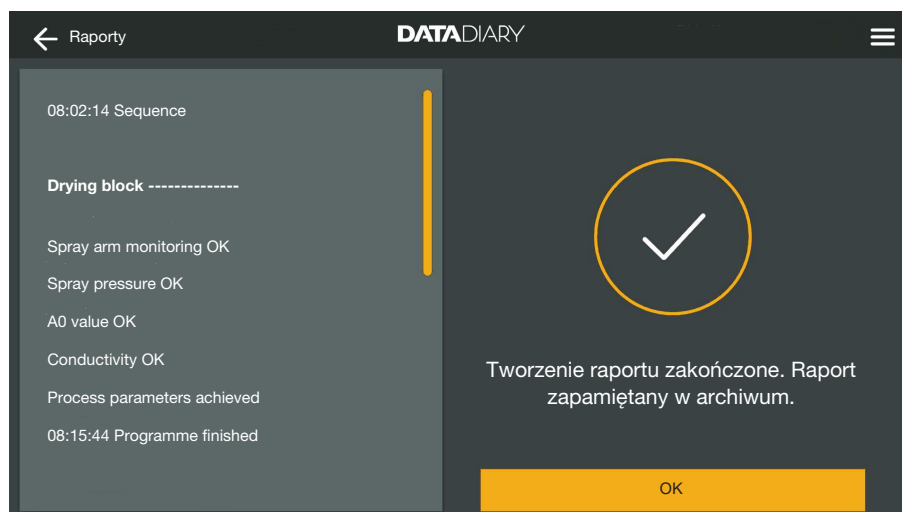 Raporty
DATADIARY
08:02:14 Sequence
Drying block --------------
Spray arm monitoring OK
Spray pressure OK
A0 value OK
Conductivity OK
Process parameters achieved
08:15:44 Programme finished
Tworzenie raportu zakończone. Raport
zapamiętany w archiwum.
OK